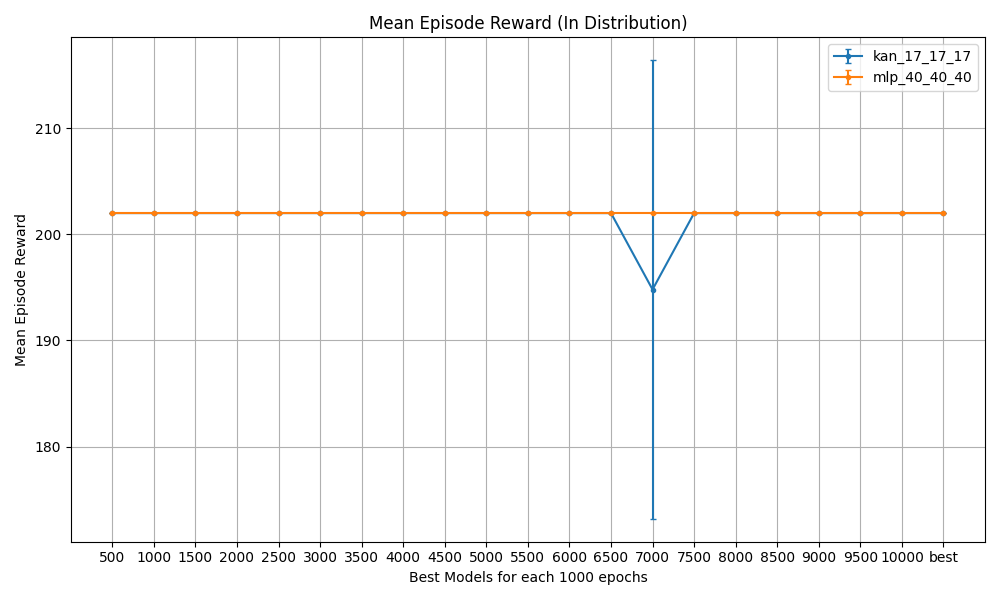 Mean Episode Reward (In Distribution)
kan_17_17_17
mlp_40_40_40
Mean Episode Reward
210
200
190
180
500 1000 1500 2000 2500 3000 3500 4000 4500 5000 5500 6000 6500 7000 7500 8000 8500 9000 9500 10000 best
Best Models for each 1000 epochs